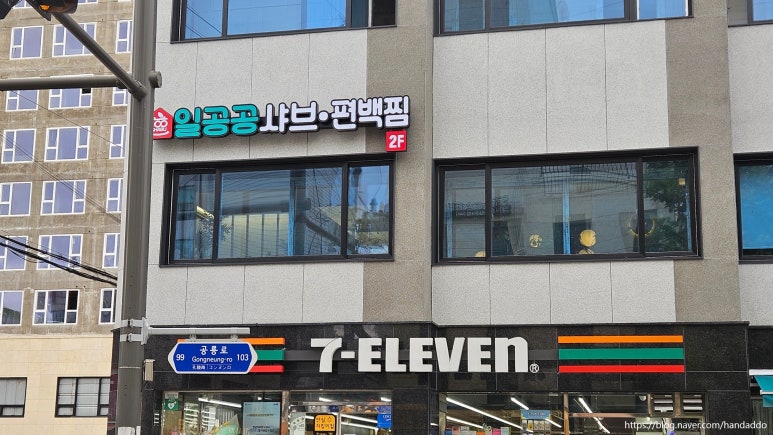 일공공 샤브·편백찜
2F
7-ELEVEN®
99 공릉로 103
Gongneung-ro
https://blog.naver.com/handaddo